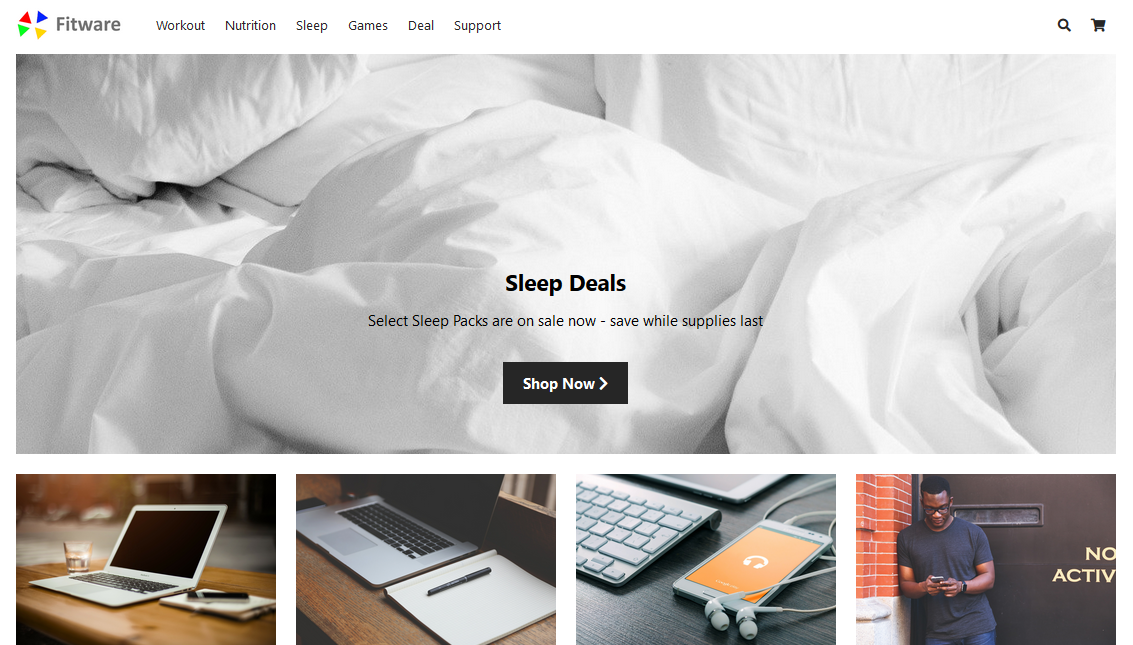 Fitware
Workout Nutrition Sleep Games Deal Support
Sleep Deals
Select Sleep Packs are on sale now - save while supplies last
Shop Now
NO
ACTIV